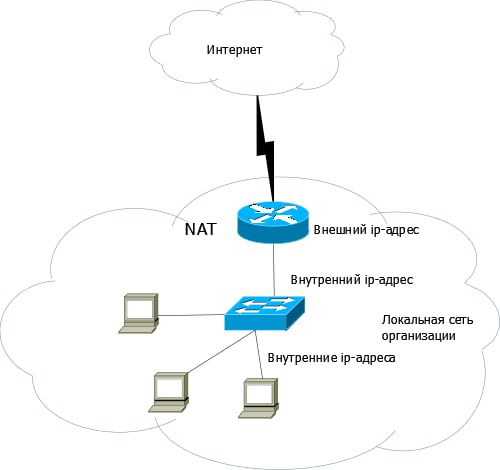 Интернет
NAT
Внешний ip-адрес
Внутренний ip-адрес
Локальная сеть
организации
Внутренние ip-адреса